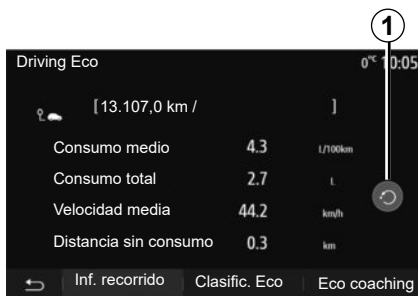 1
Driving Eco 0°C 10:05
[13.107,0 km / ]
Consumo medio 4.3 L/100km
Consumo total 2.7 L
Velocidad media 44.2 km/h
Distancia sin consumo 0.3 km
Inf. recorrido Clasific. Eco Eco coaching